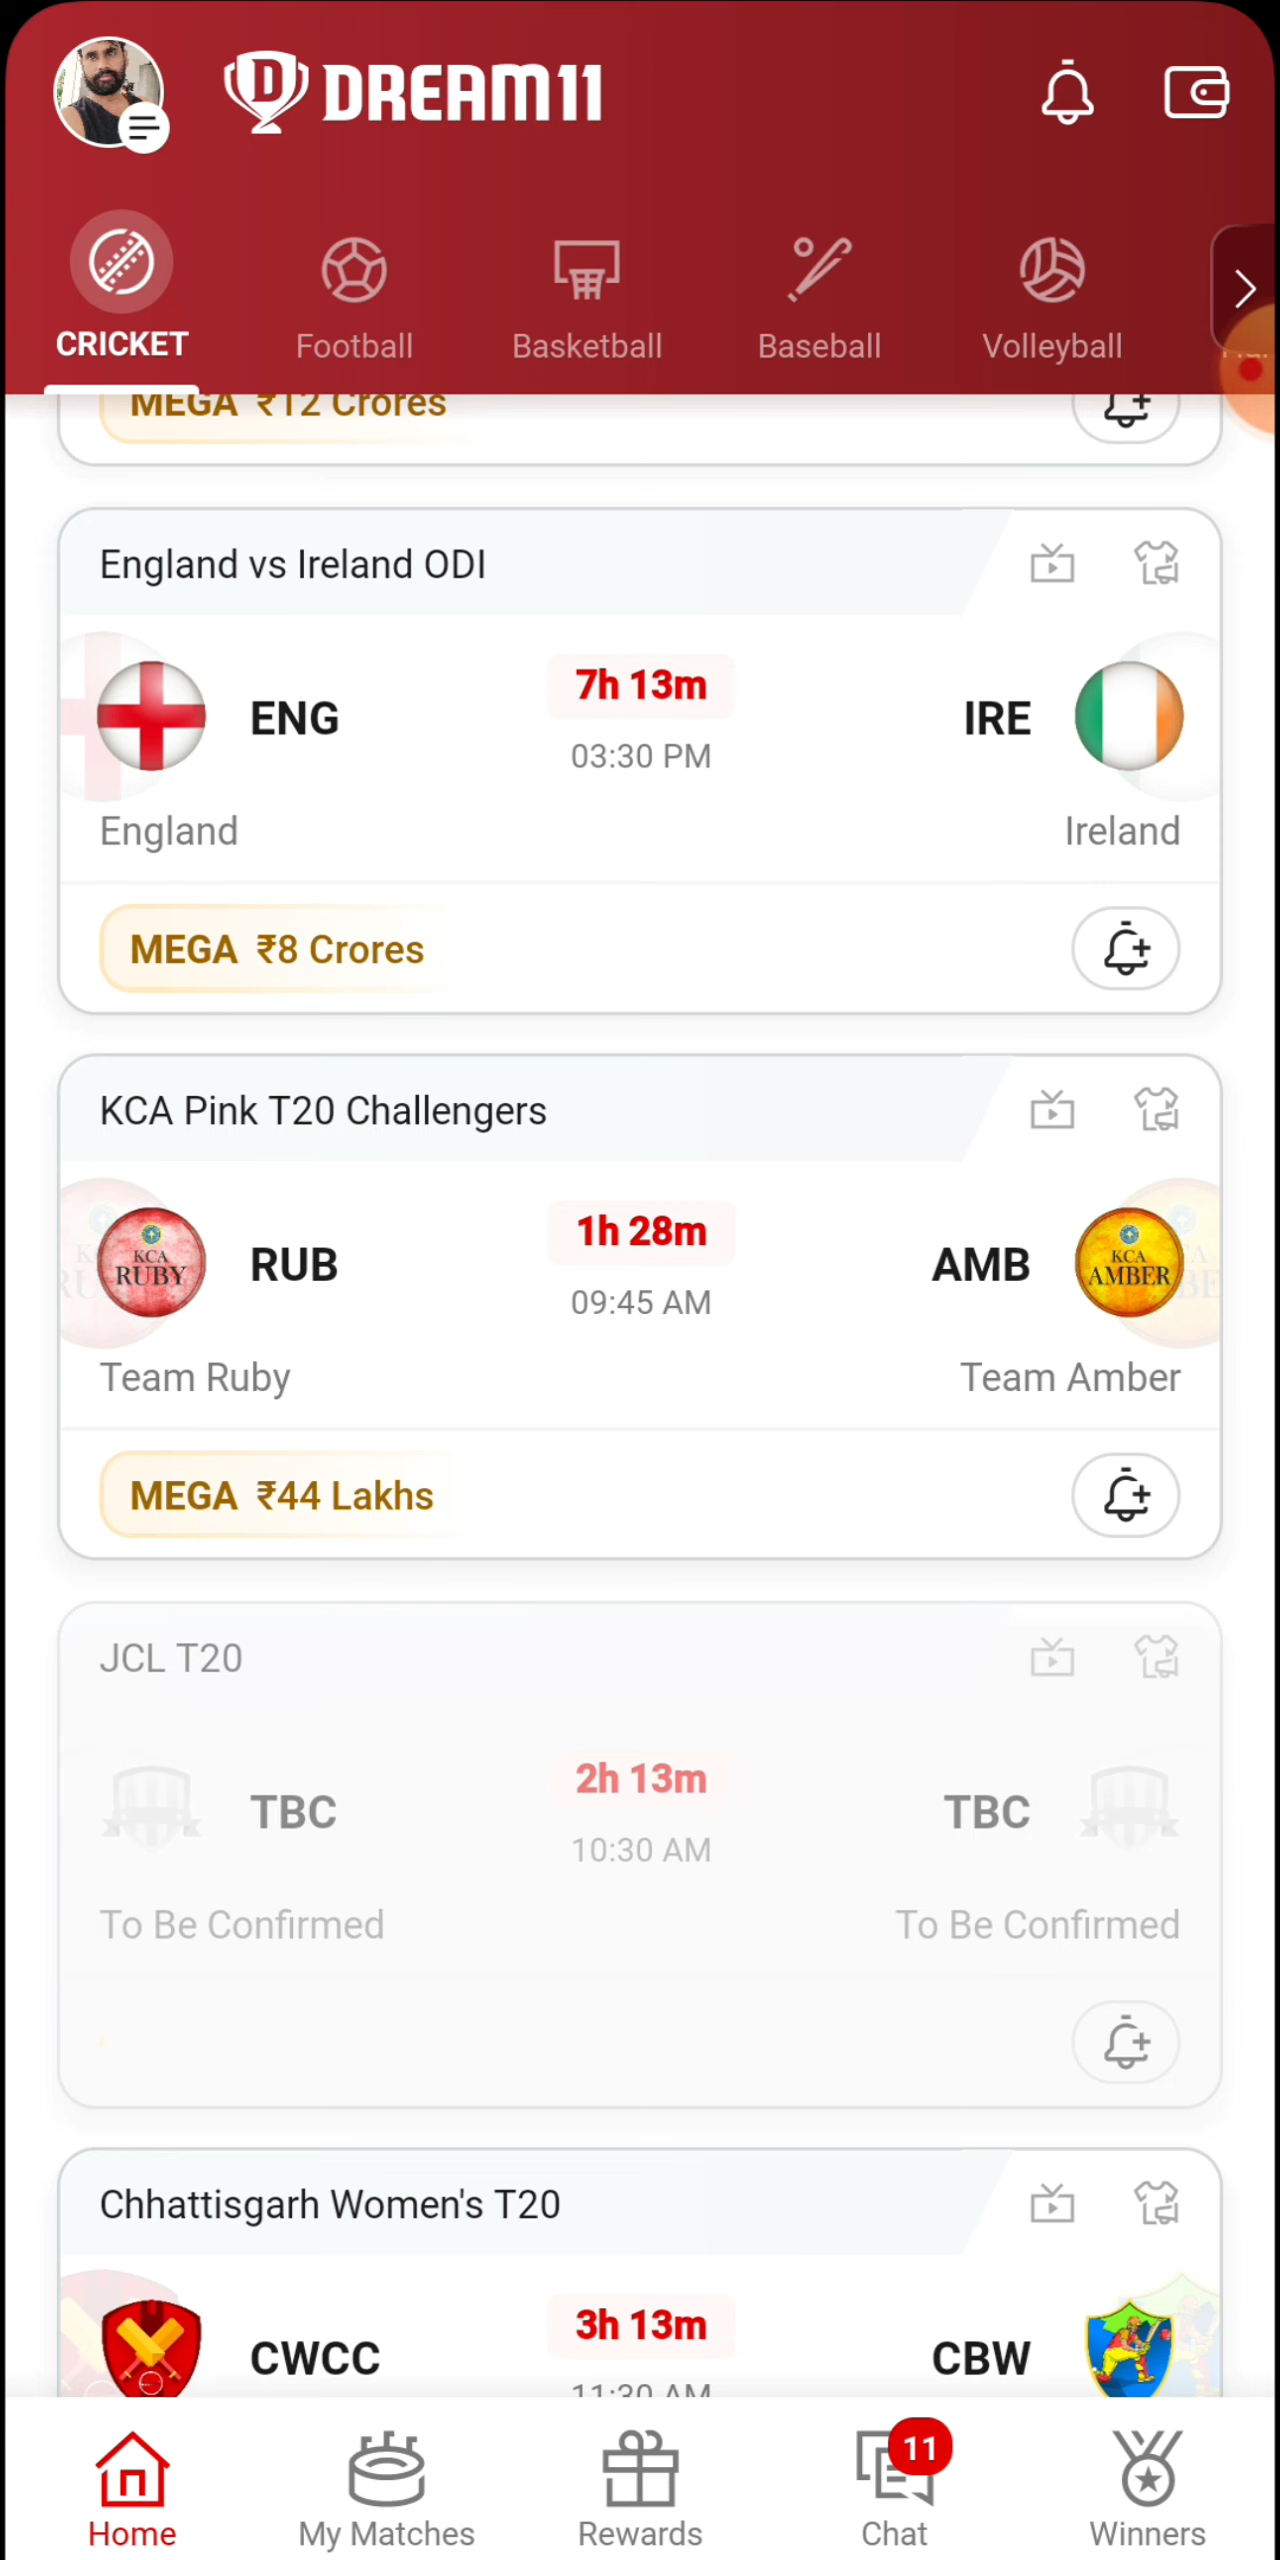 DREAM11
CRICKET
Football
Basketball
Baseball
Volleyball
MEGA ₹12 Crores
England vs Ireland ODI
ENG
7h 13m
IRE
03:30 PM
England
Ireland
MEGA ₹8 Crores
KCA Pink T20 Challengers
KCA
RUBY
RUB
1h 28m
AMB
KCA
AMBER
09:45 AM
Team Ruby
Team Amber
MEGA ₹44 Lakhs
JCL T20
TBC
2h 13m
TBC
10:30 AM
To Be Confirmed
To Be Confirmed
Chhattisgarh Women's T20
CWCC
3h 13m
CBW
11:30 AM
11
Home
My Matches
Rewards
Chat
Winners